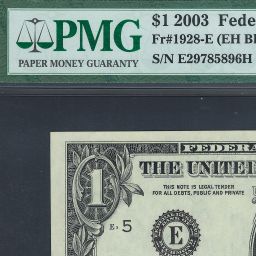 PMG
PAPER MONEY GUARANTY
$1 2003 Fede
Fr#1928-E (EH Bl
S/N E29785896H
FEDERA
THE UNITED
THIS NOTE IS LEGAL TENDER
FOR ALL DEBTS, PUBLIC AND PRIVATE
1
E 5
E